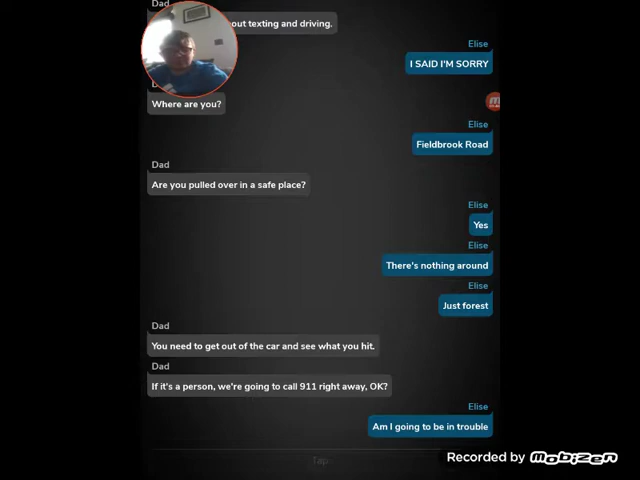 Dad
out texting and driving.
Elise
I SAID I'M SORRY
Where are you?
Elise
Fieldbrook Road
Dad
Are you pulled over in a safe place?
Elise
Yes
Elise
There's nothing around
Elise
Just forest
Dad
You need to get out of the car and see what you hit.
Dad
If it's a person, we're going to call 911 right away, OK?
Elise
Am I going to be in trouble
Tap
Recorded by Mobizen